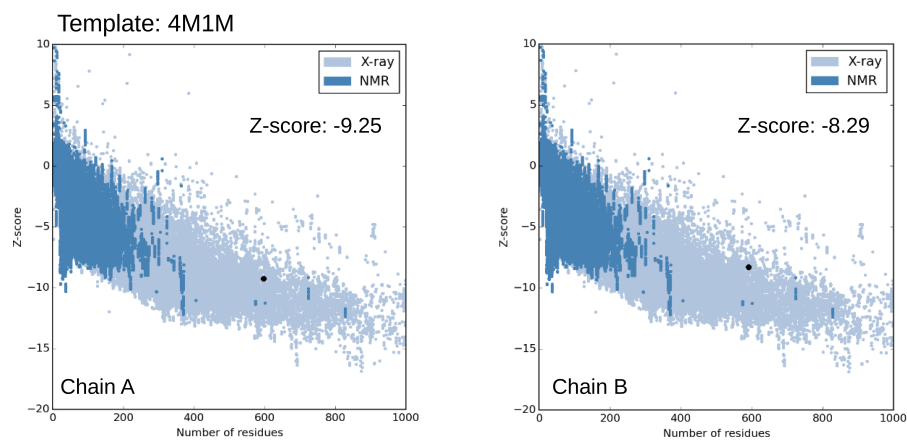 Template: 4M1M
10
5
0
−5
−10
−15
−20
Z-score
X-ray
NMR
Z-score: -9.25
Chain A
0
200
400
600
800
1000
Number of residues
10
5
0
−5
−10
−15
−20
Z-score
X-ray
NMR
Z-score: -8.29
Chain B
0
200
400
600
800
1000
Number of residues